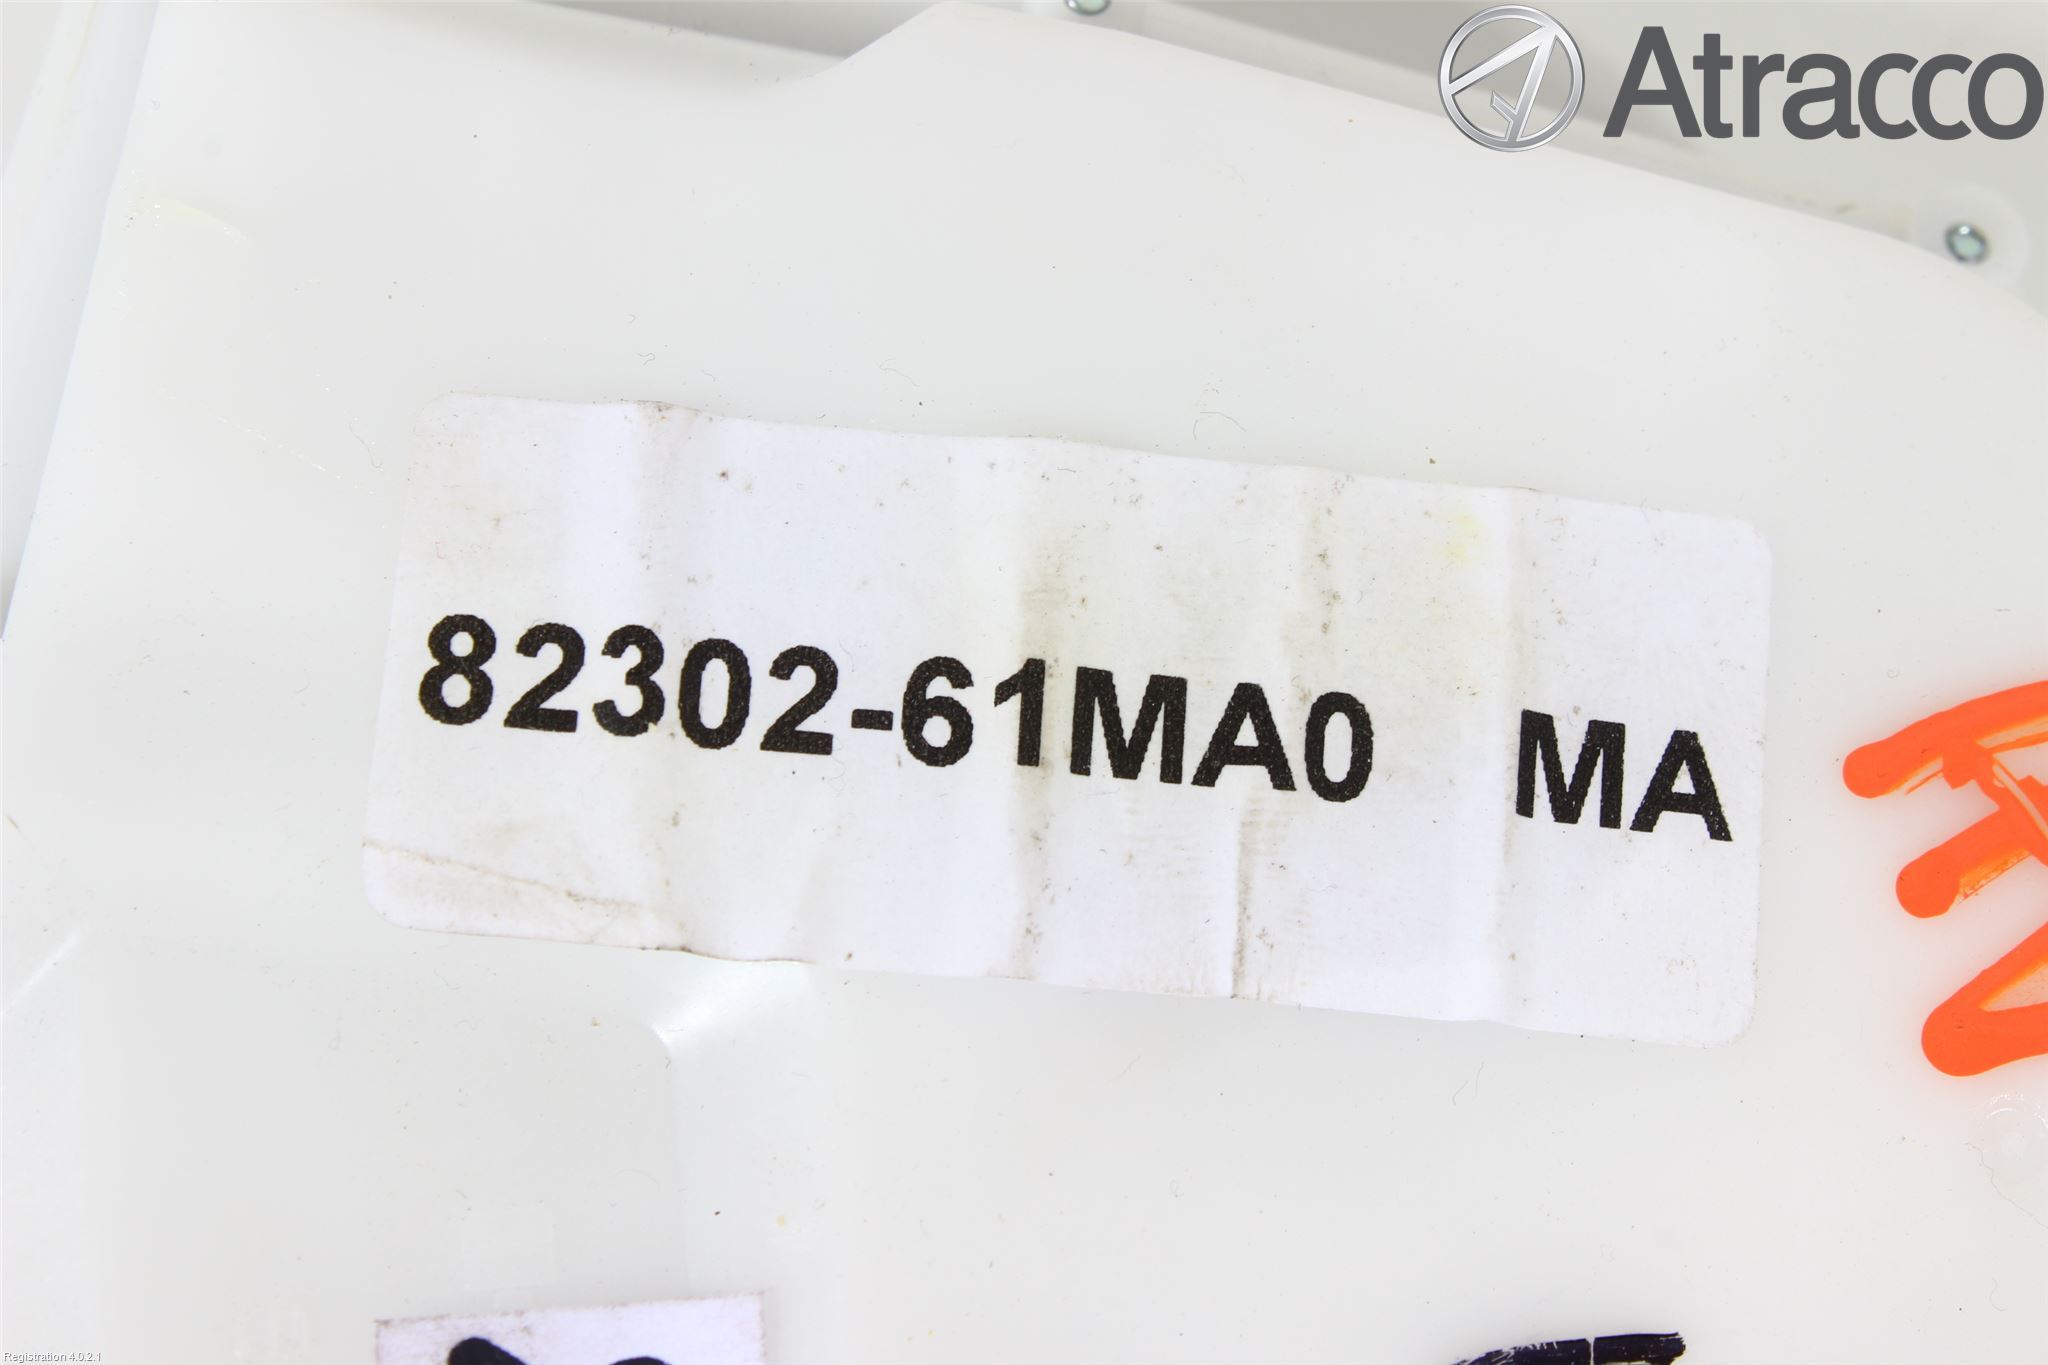 Atracco
82302-61MA0 MA
Registration 4.0.2.1